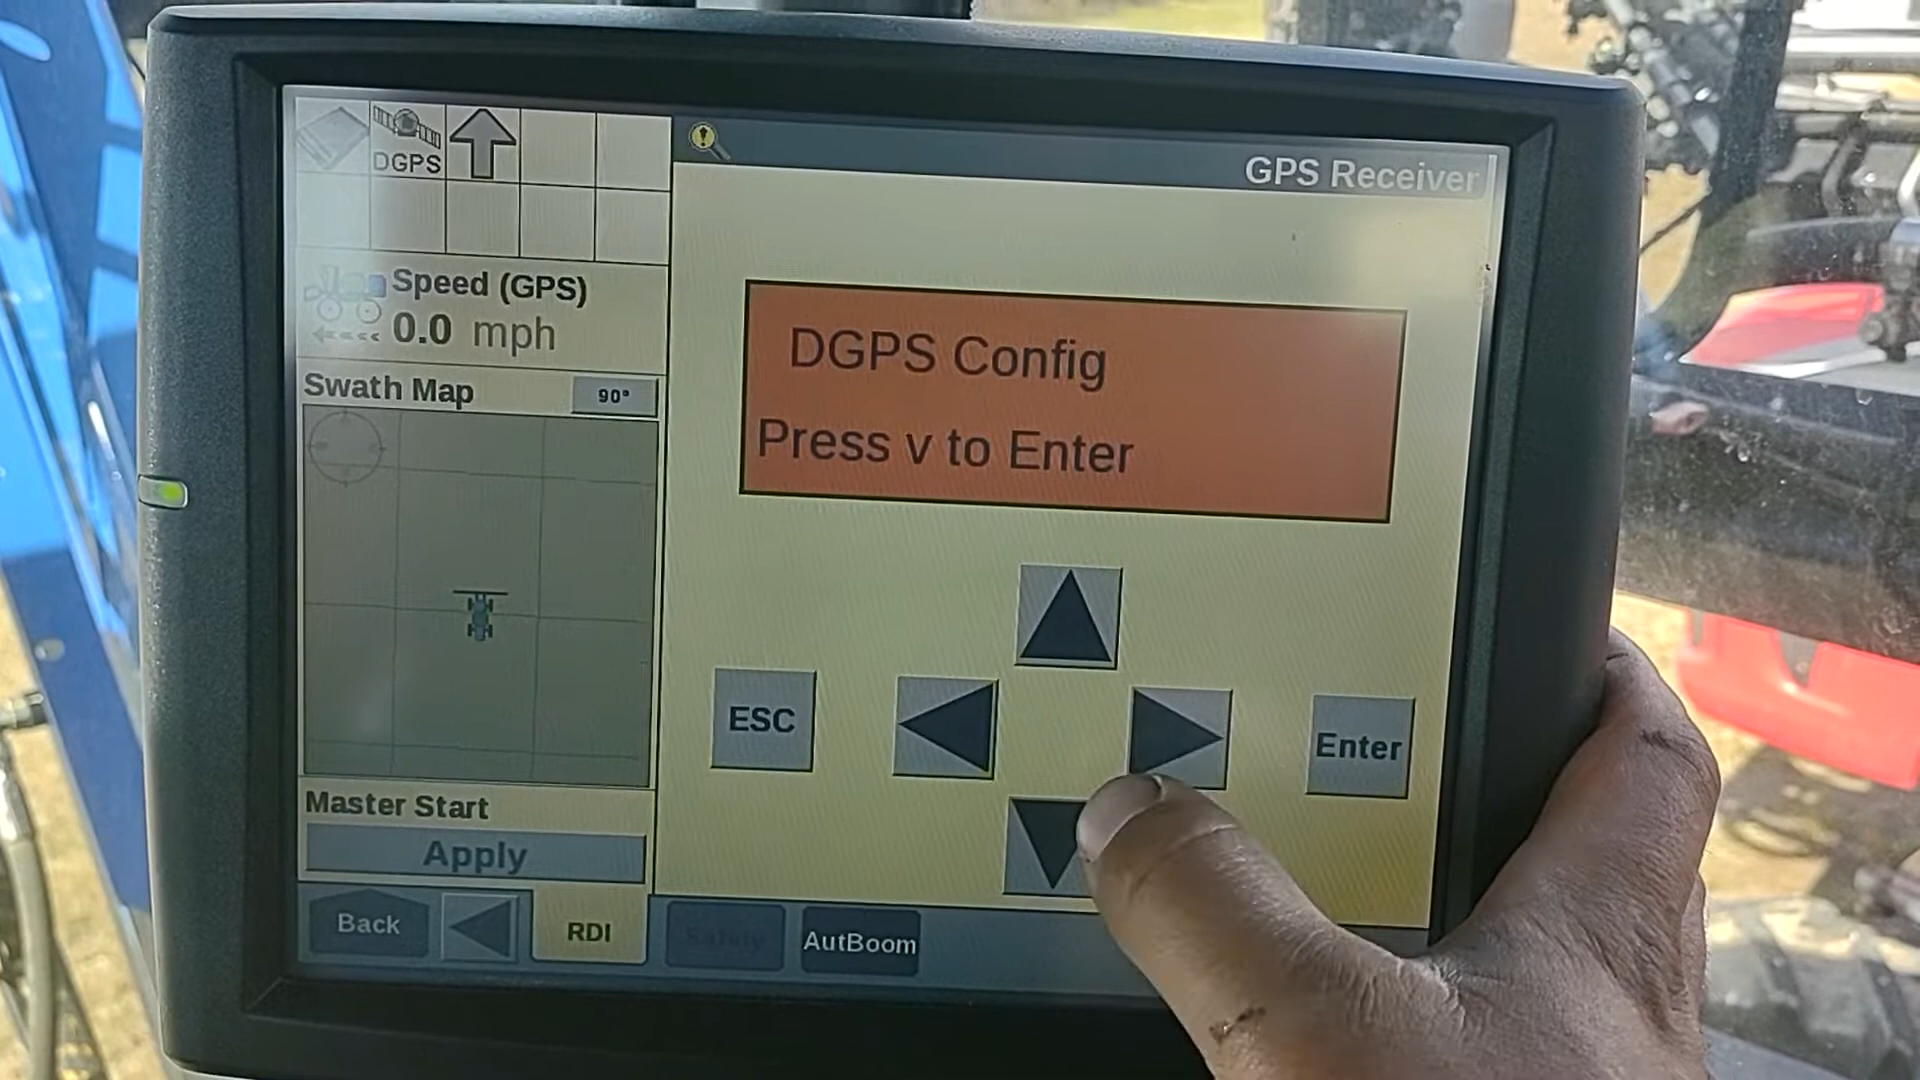 DGPS
GPS Receiver
Speed (GPS)
0.0 mph
Swath Map
90°
DGPS Config
Press v to Enter
ESC
Enter
Master Start
Apply
Back
RDI
Safety
AutBoom